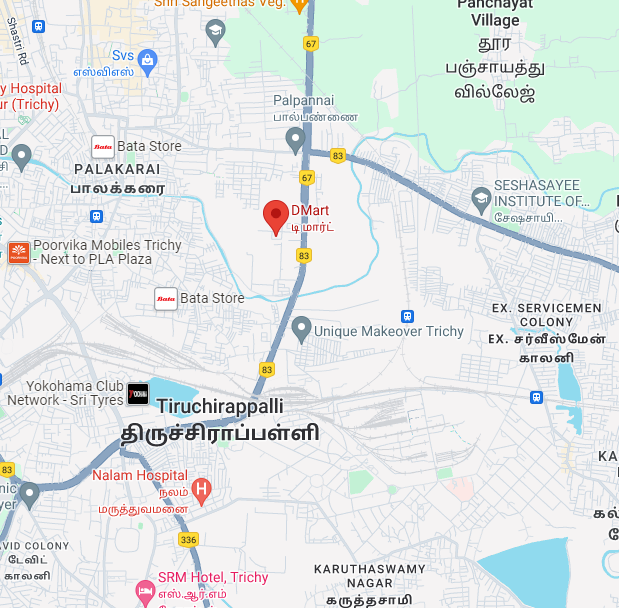 Shri Sangeethas Veg.
Panchayat
Village
தூர
பஞ்சாயத்து
வில்லேஜ்
67
Shastri Rd
Svs
எஸ்விஎஸ்
y Hospital
ur (Trichy)
Palpannai
பால்பண்ணை
Bata
Bata Store
83
PALAKARAI
பாலக்கரை
67
SESHASAYEE
INSTITUTE OF...
சேஷசாயி...
DMart
டி மார்ட்
Poorvika Mobiles Trichy
- Next to PLA Plaza
83
Bata
Bata Store
EX. SERVICEMEN
COLONY
EX. சர்வீஸ்மேன்
காலனி
Unique Makeover Trichy
83
Yokohama Club
Network - Sri Tyres
Tiruchirappalli
திருச்சிராப்பள்ளி
83
Nalam Hospital
நலம்
மருத்துவமனை
H
KA
கல்
nic
yer
336
AVID COLONY
டேவிட்
காலனி
SRM Hotel, Trichy
எஸ்.ஆர்.எம்
KARUTHASWAMY
NAGAR
கருத்தசாமி